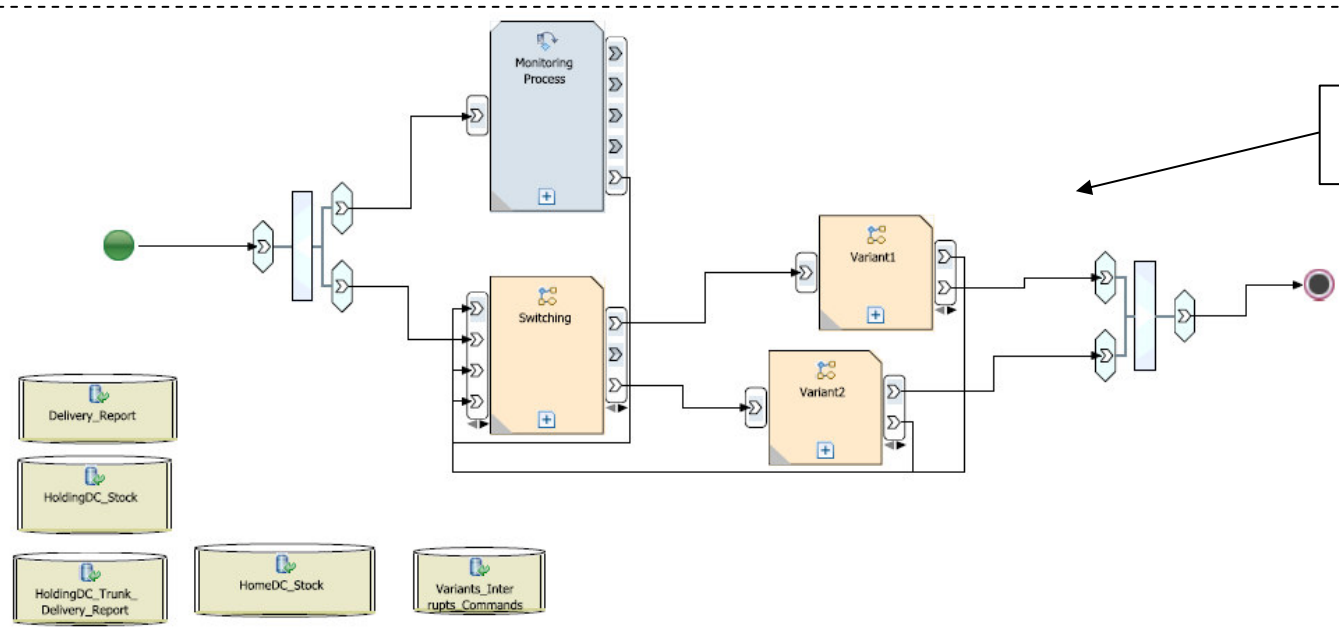 Monitoring
Process
Variant1
Switching
Variant2
Delivery_Report
HoldingDC_Stock
HoldingDC_Trunk_
Delivery_Report
HomeDC_Stock
Variants_Inter
rupts_Commands